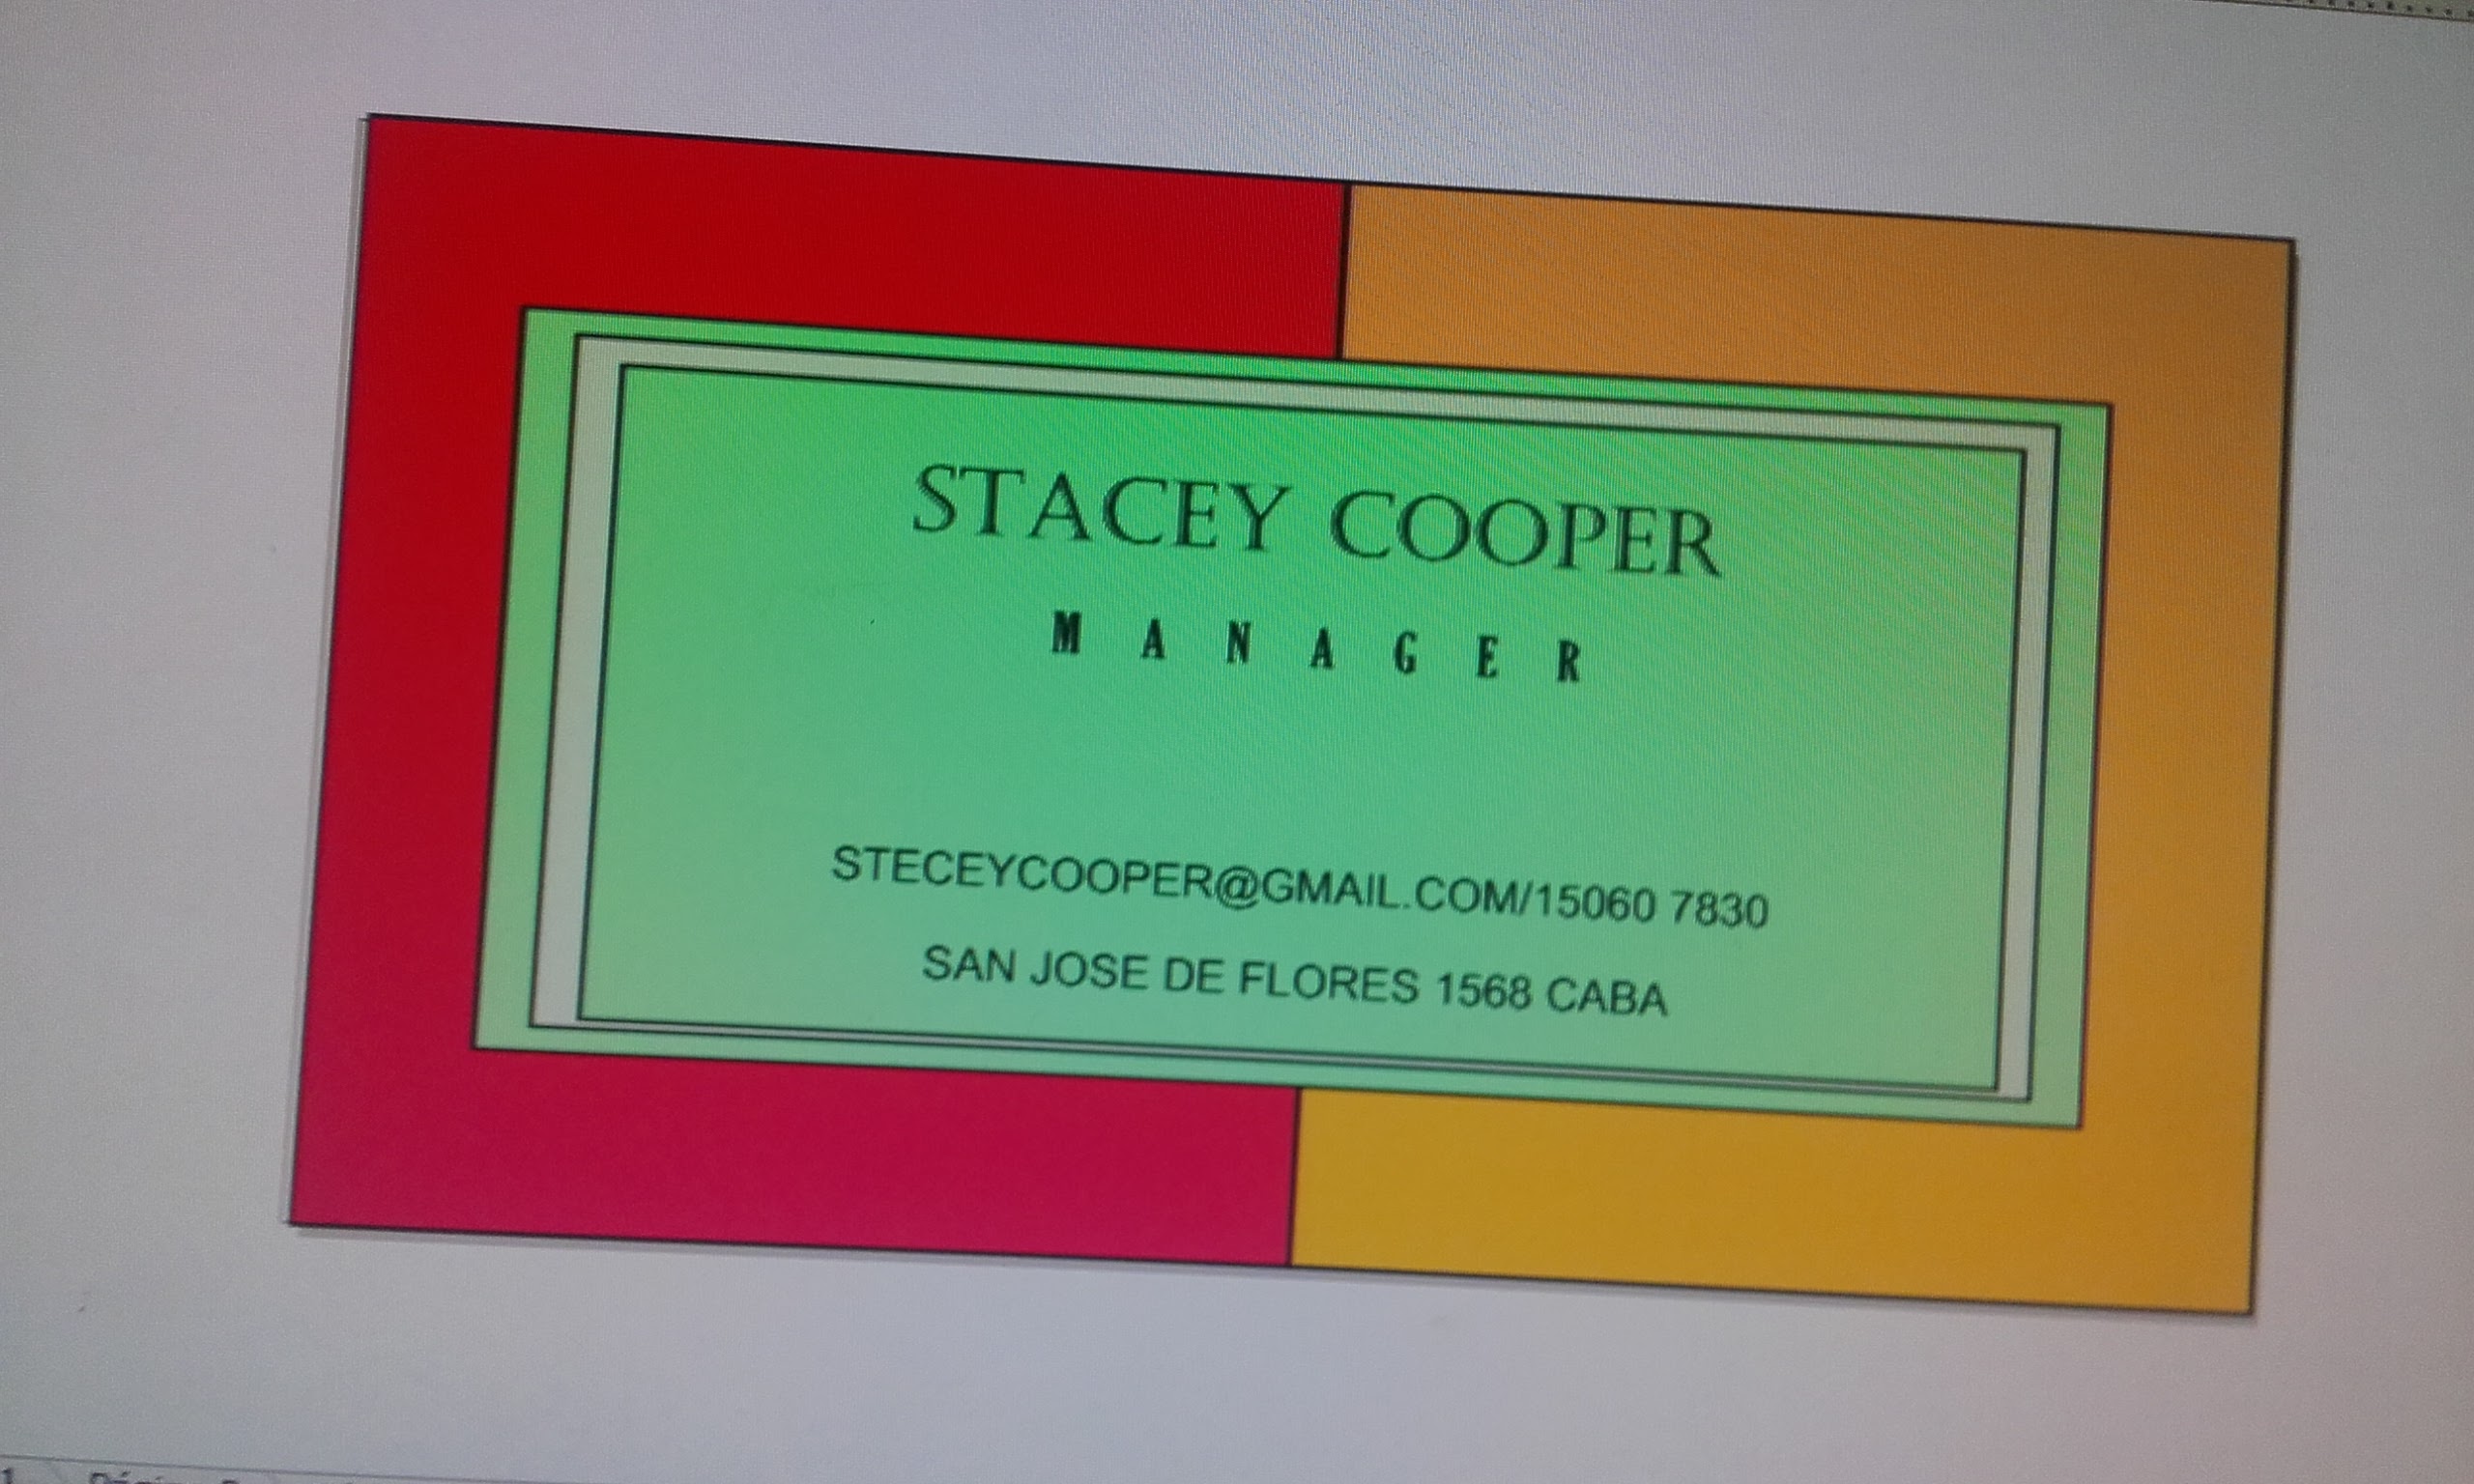 STACEY COOPER
MANAGER
STECEYCOOPER@GMAIL.COM/15060 7830
SAN JOSE DE FLORES 1568 CABA